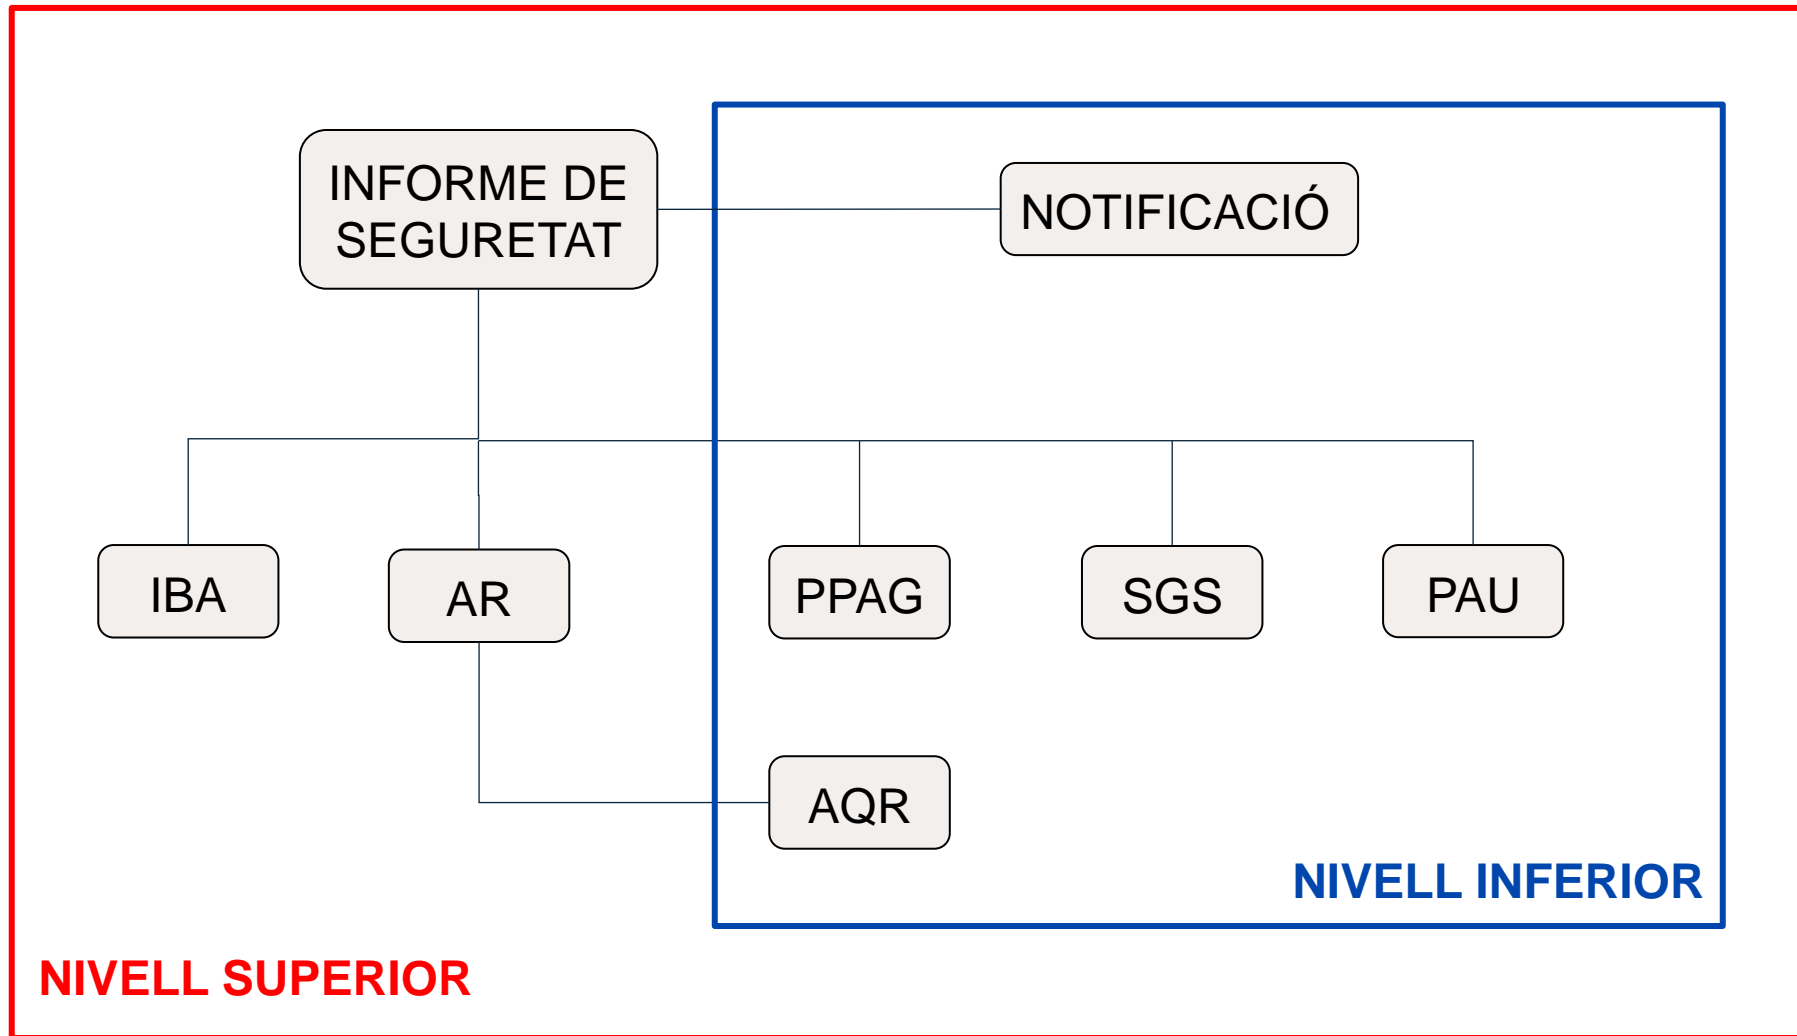 INFORME DE
SEGURETAT
NOTIFICACIÓ
IBA
AR
PPAG
SGS
PAU
AQR
NIVELL INFERIOR
NIVELL SUPERIOR